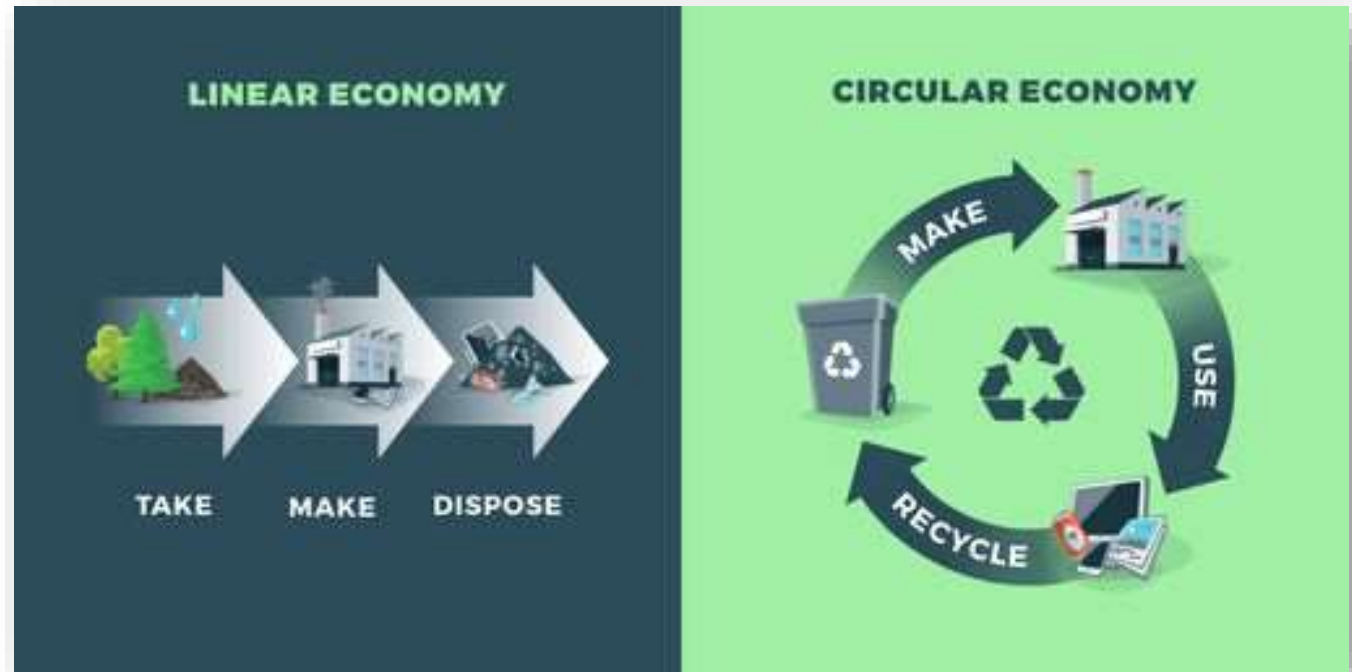 LINEAR ECONOMY
TAKE
MAKE
DISPOSE
CIRCULAR ECONOMY
MAKE
USE
RECYCLE